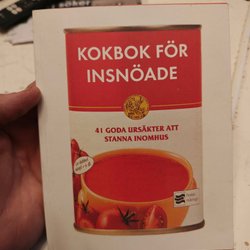 KOKBOK FÖR
INSNÖADE
41 GODA URSÄKTER ATT
STANNA INOMHUS